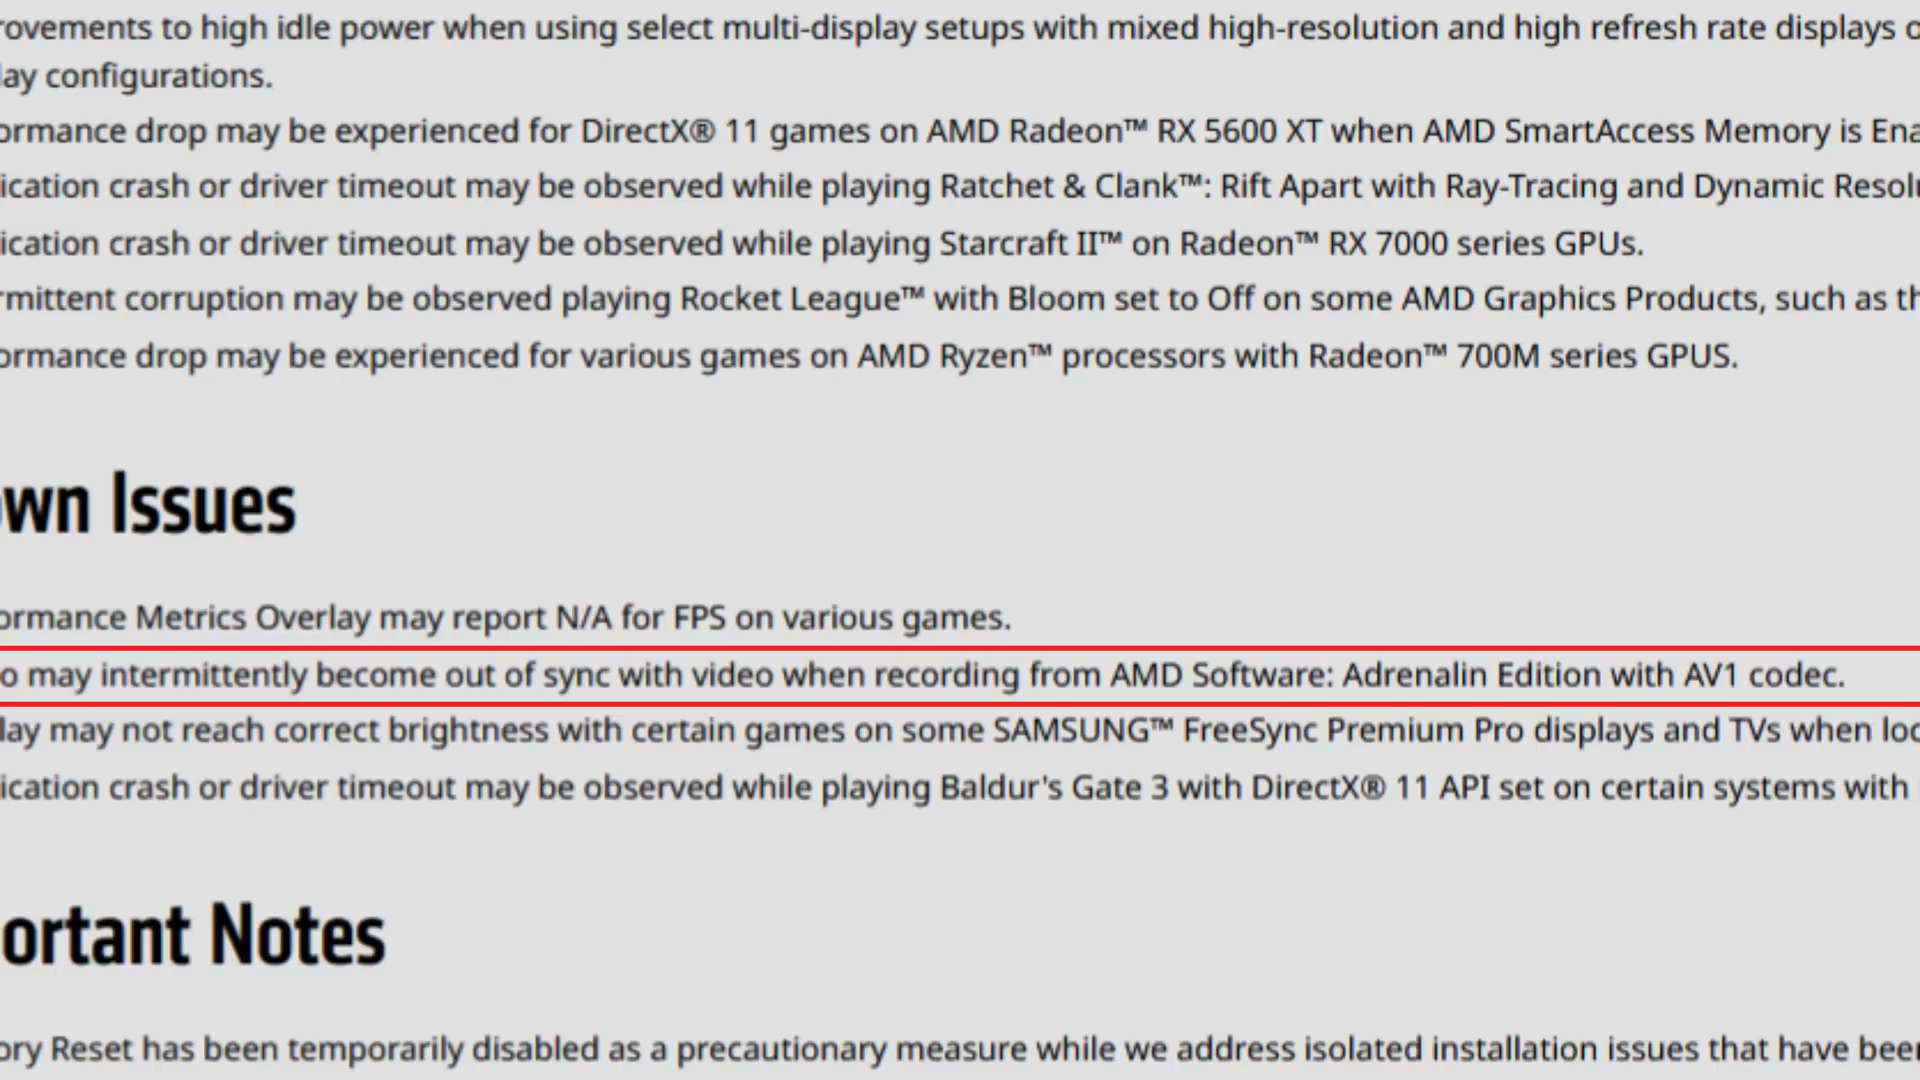 rovements to high idle power when using select multi-display setups with mixed high-resolution and high refresh rate displays o
lay configurations.
ormance drop may be experienced for DirectX® 11 games on AMD Radeon™ RX 5600 XT when AMD SmartAccess Memory is Ena
ication crash or driver timeout may be observed while playing Ratchet & Clank™: Rift Apart with Ray-Tracing and Dynamic Resolu
ication crash or driver timeout may be observed while playing Starcraft II™ on Radeon™ RX 7000 series GPUs.
rmittent corruption may be observed playing Rocket League™ with Bloom set to Off on some AMD Graphics Products, such as th
ormance drop may be experienced for various games on AMD Ryzen™ processors with Radeon™ 700M series GPUS.
own Issues
ormance Metrics Overlay may report N/A for FPS on various games.
o may intermittently become out of sync with video when recording from AMD Software: Adrenalin Edition with AV1 codec.
lay may not reach correct brightness with certain games on some SAMSUNG™ FreeSync Premium Pro displays and TVs when loc
ication crash or driver timeout may be observed while playing Baldur's Gate 3 with DirectX® 11 API set on certain systems with
ortant Notes
ory Reset has been temporarily disabled as a precautionary measure while we address isolated installation issues that have been